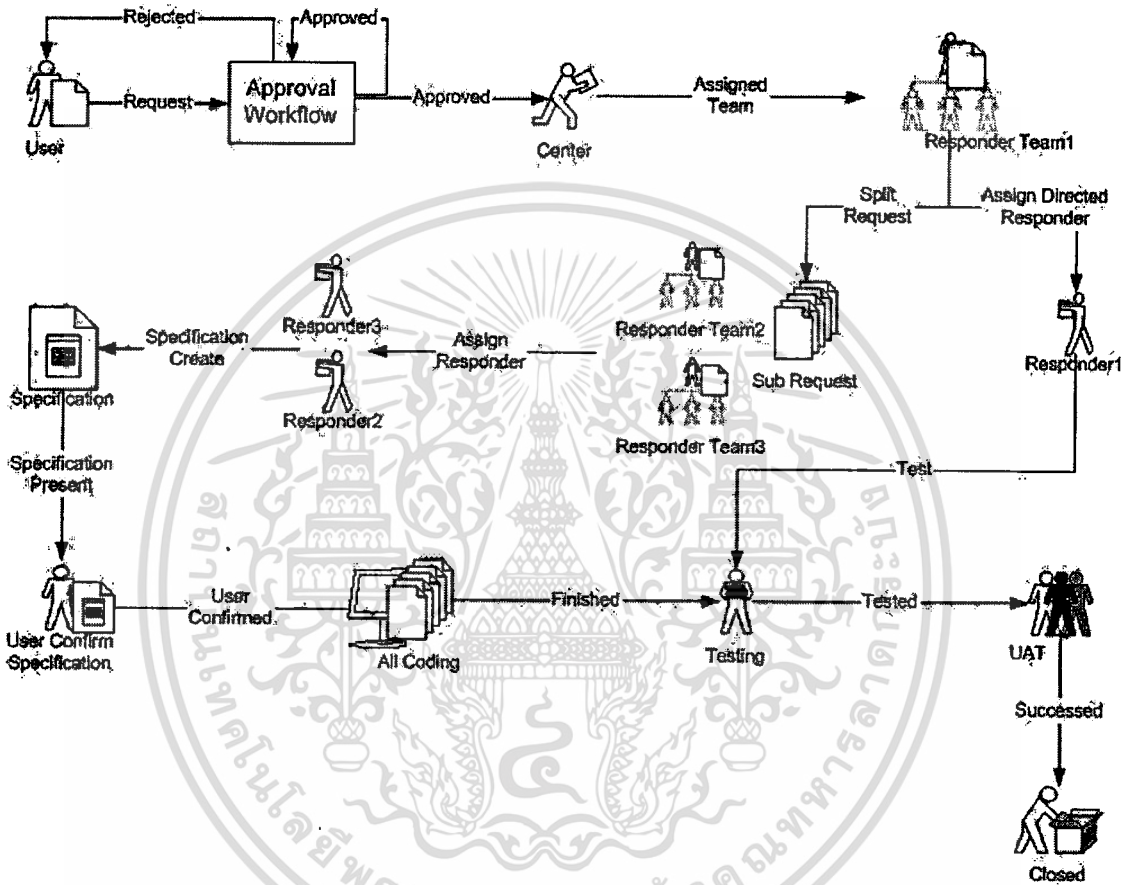 Rejected
Approved
Approval
Workflow
Request
Approved
Assigned
Team
User
Center
Responder Team1
Split
Request
Assign Directed
Responder
Responder3
Responder Team2
Responder1
Specification
Create
Assign
Responder
Sub Request
Specification
Responder2
Responder Team3
Specification
Present
Test
User
Confirmed
Finished
Tested
User Confirm
Specification
All Coding
Testing
UAT
Successed
Closed